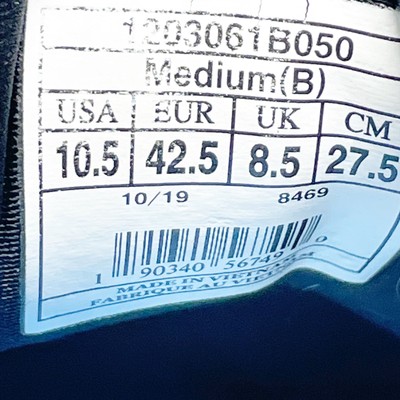 1203061B050
Medium(B)
USA EUR UK CM
10.5 42.5 8.5 27.5
10/19 8469
1 90340 56749 0
MADE IN VIETNAM
FABRIQUE AU VIETNAM